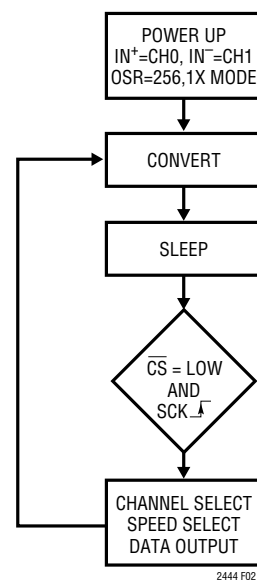 POWER UP
IN⁺=CH0, IN⁻=CH1
OSR=256,1X MODE
CONVERT
SLEEP
C̅S̅ = LOW
AND
SCK
CHANNEL SELECT
SPEED SELECT
DATA OUTPUT
2444 F02